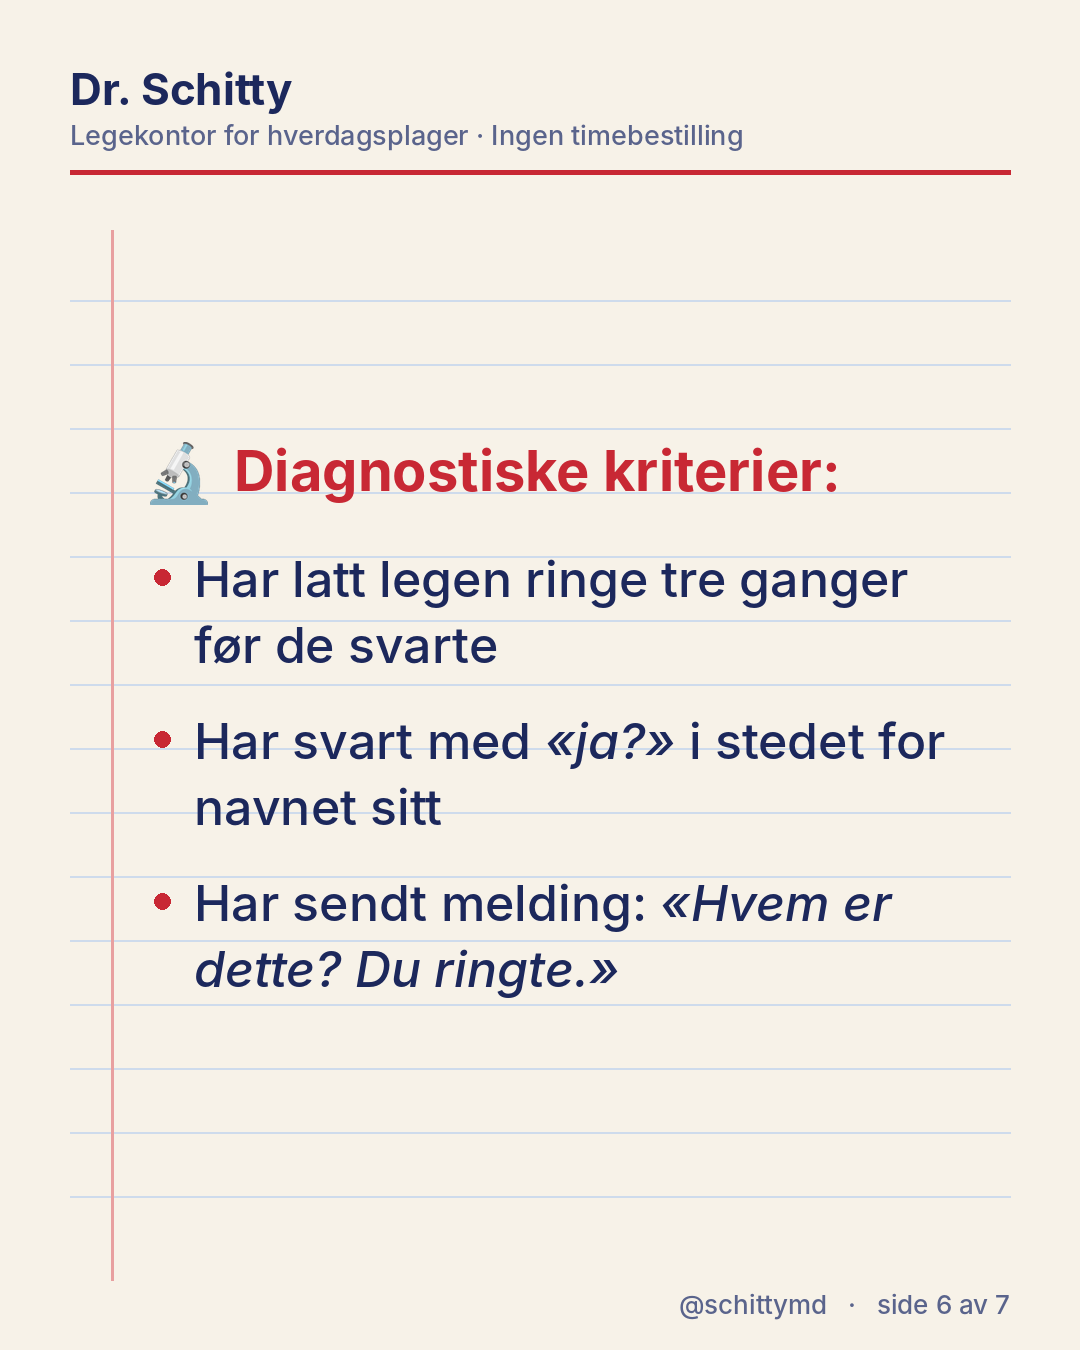 Dr. Schitty
Legekontor for hverdagsplager · Ingen timebestilling
🔬 Diagnostiske kriterier:
• Har latt legen ringe tre ganger
før de svarte
• Har svart med «ja?» i stedet for
navnet sitt
• Har sendt melding: «Hvem er
dette? Du ringte.»
@schittymd · side 6 av 7